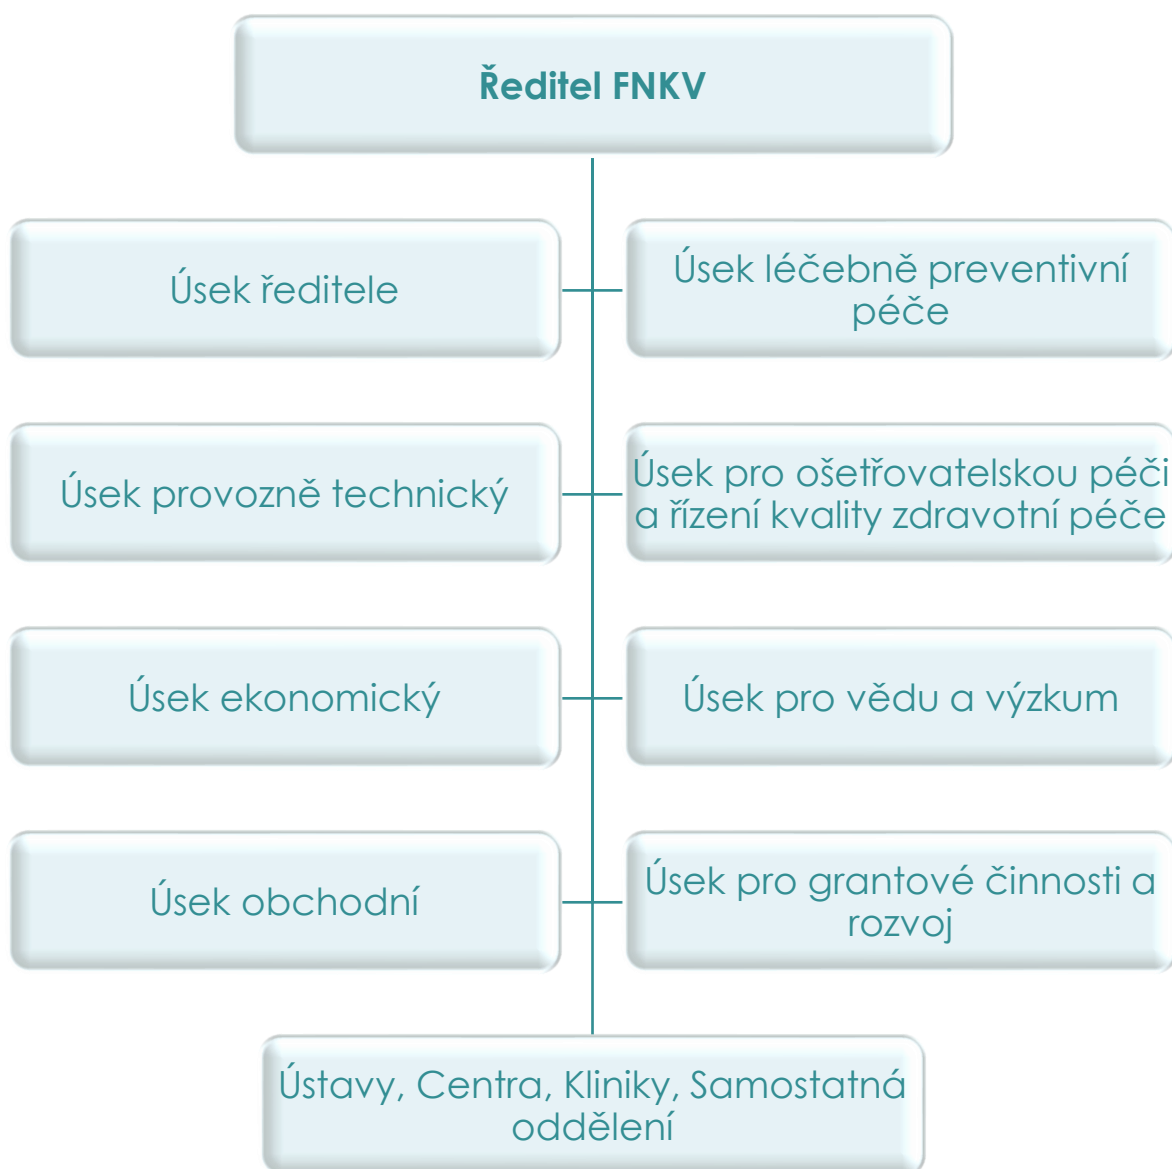 Ředitel FNKV
Úsek ředitele
Úsek léčebně preventivní
péče
Úsek provozně technický
Úsek pro ošetřovatelskou péči
a řízení kvality zdravotní péče
Úsek ekonomický
Úsek pro vědu a výzkum
Úsek obchodní
Úsek pro grantové činnosti a
rozvoj
Ústavy, Centra, Kliniky, Samostatná
oddělení